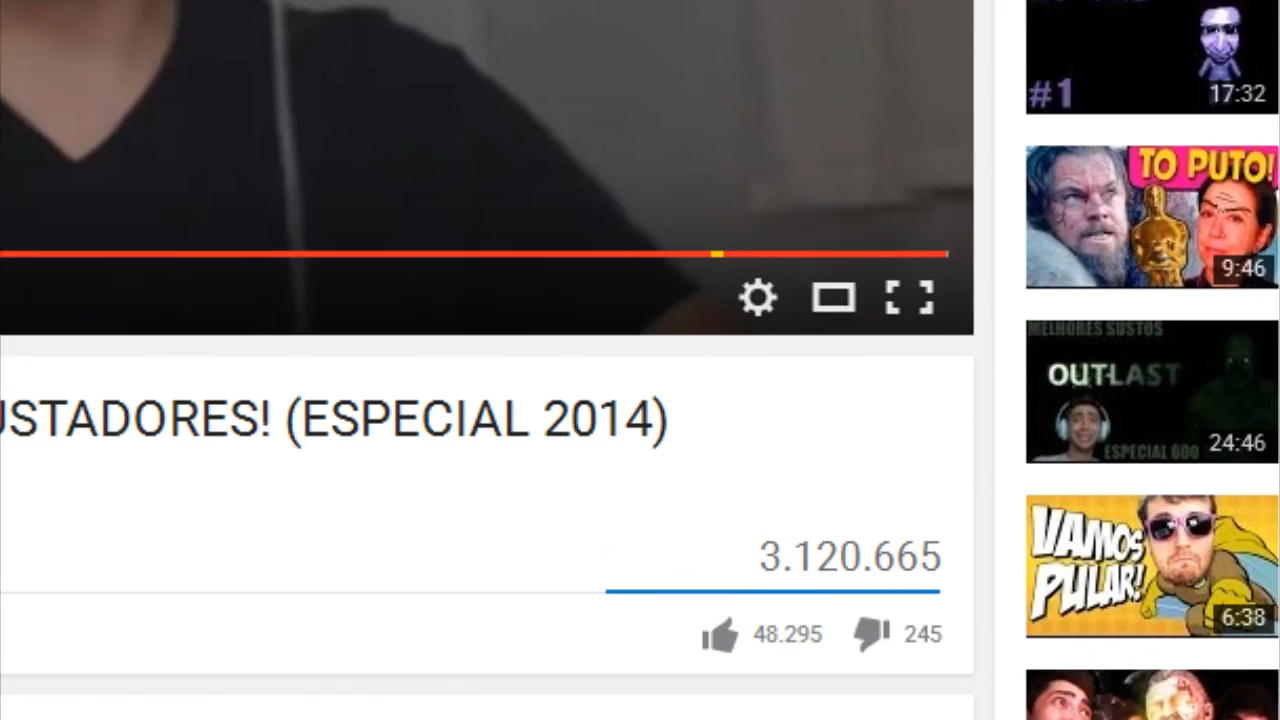 #1
17:32
TO PUTO!
9:46
MELHORES SUSTOS
OUTLAST
ESPECIAL 600
24:46
USTADORES! (ESPECIAL 2014)
3.120.665
48.295
245
VAMOS
PULAR!
6:38